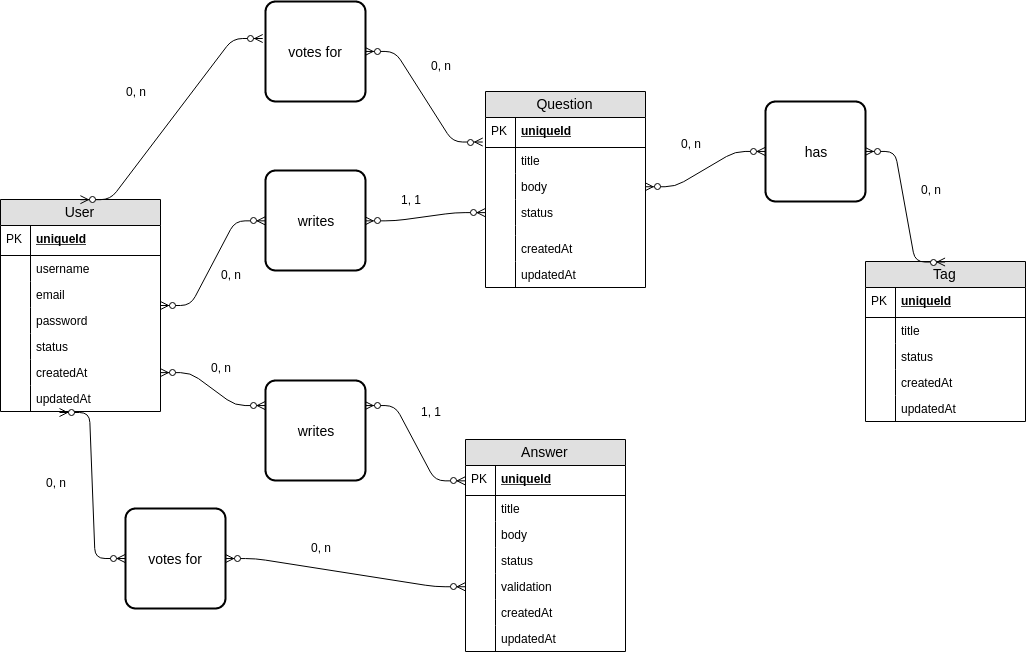 votes for
0, n
0, n
Question
PK uniqueId
title
body
status
createdAt
updatedAt
0, n
has
0, n
writes
1, 1
0, n
User
PK uniqueId
username
email
password
status
createdAt
updatedAt
Tag
PK uniqueId
title
status
createdAt
updatedAt
0, n
writes
1, 1
Answer
PK uniqueId
title
body
status
validation
createdAt
updatedAt
0, n
votes for
0, n